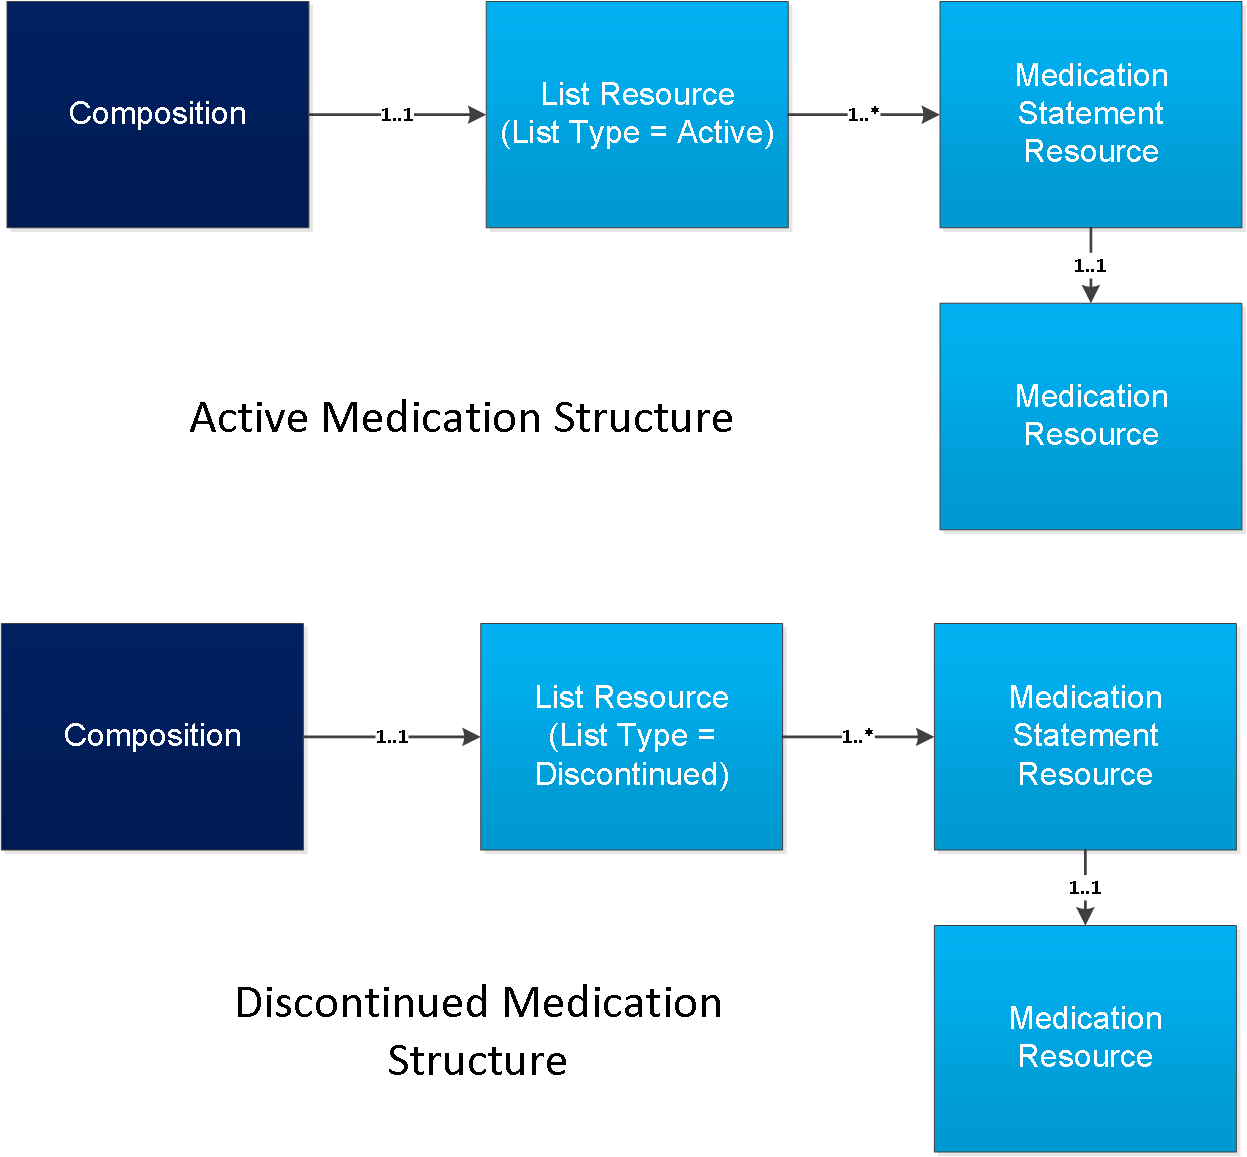 Composition
1..1
List Resource
(List Type = Active)
1..*
Medication
Statement
Resource
1..1
Medication
Resource
Active Medication Structure
Composition
1..1
List Resource
(List Type =
Discontinued)
1..*
Medication
Statement
Resource
1..1
Medication
Resource
Discontinued Medication
Structure